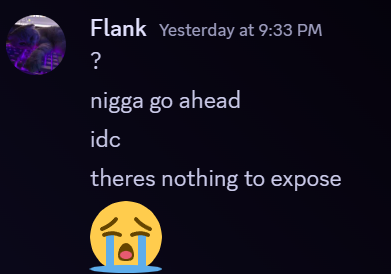 Flank Yesterday at 9:33 PM
?
nigga go ahead
idc
theres nothing to expose